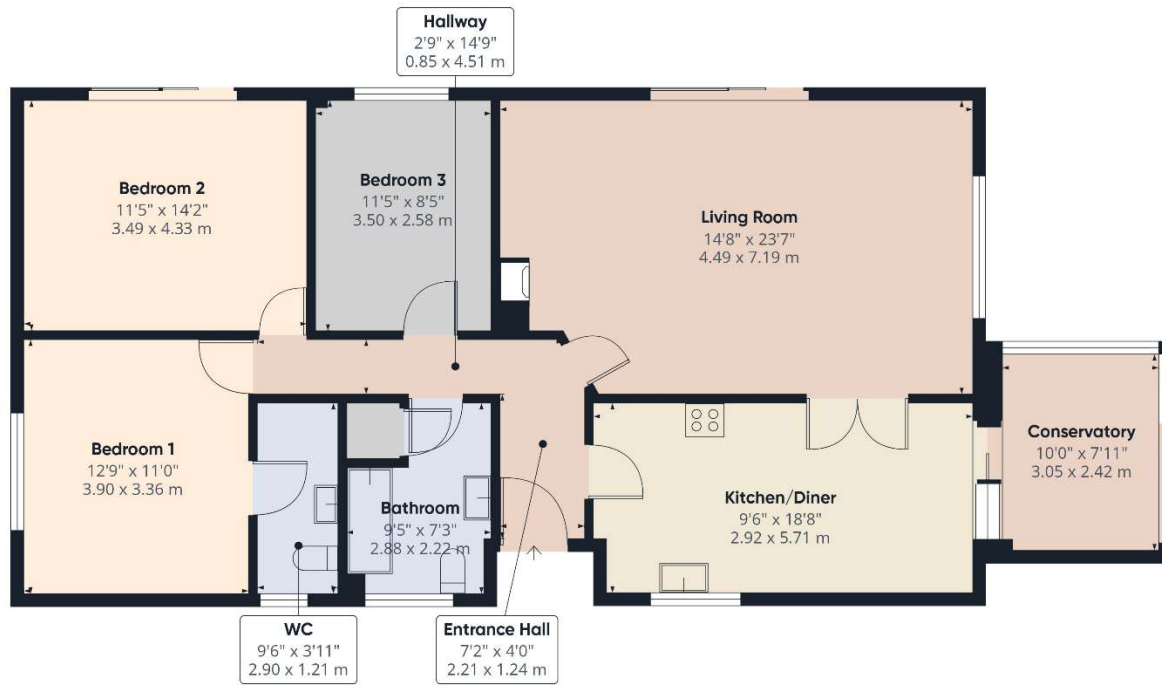 Hallway
2'9" x 14'9"
0.85 x 4.51 m
Bedroom 2
11'5" x 14'2"
3.49 x 4.33 m
Bedroom 3
11'5" x 8'5"
3.50 x 2.58 m
Living Room
14'8" x 23'7"
4.49 x 7.19 m
Bedroom 1
12'9" x 11'0"
3.90 x 3.36 m
Bathroom
9'5" x 7'3"
2.88 x 2.22 m
Kitchen/Diner
9'6" x 18'8"
2.92 x 5.71 m
Conservatory
10'0" x 7'11"
3.05 x 2.42 m
WC
9'6" x 3'11"
2.90 x 1.21 m
Entrance Hall
7'2" x 4'0"
2.21 x 1.24 m